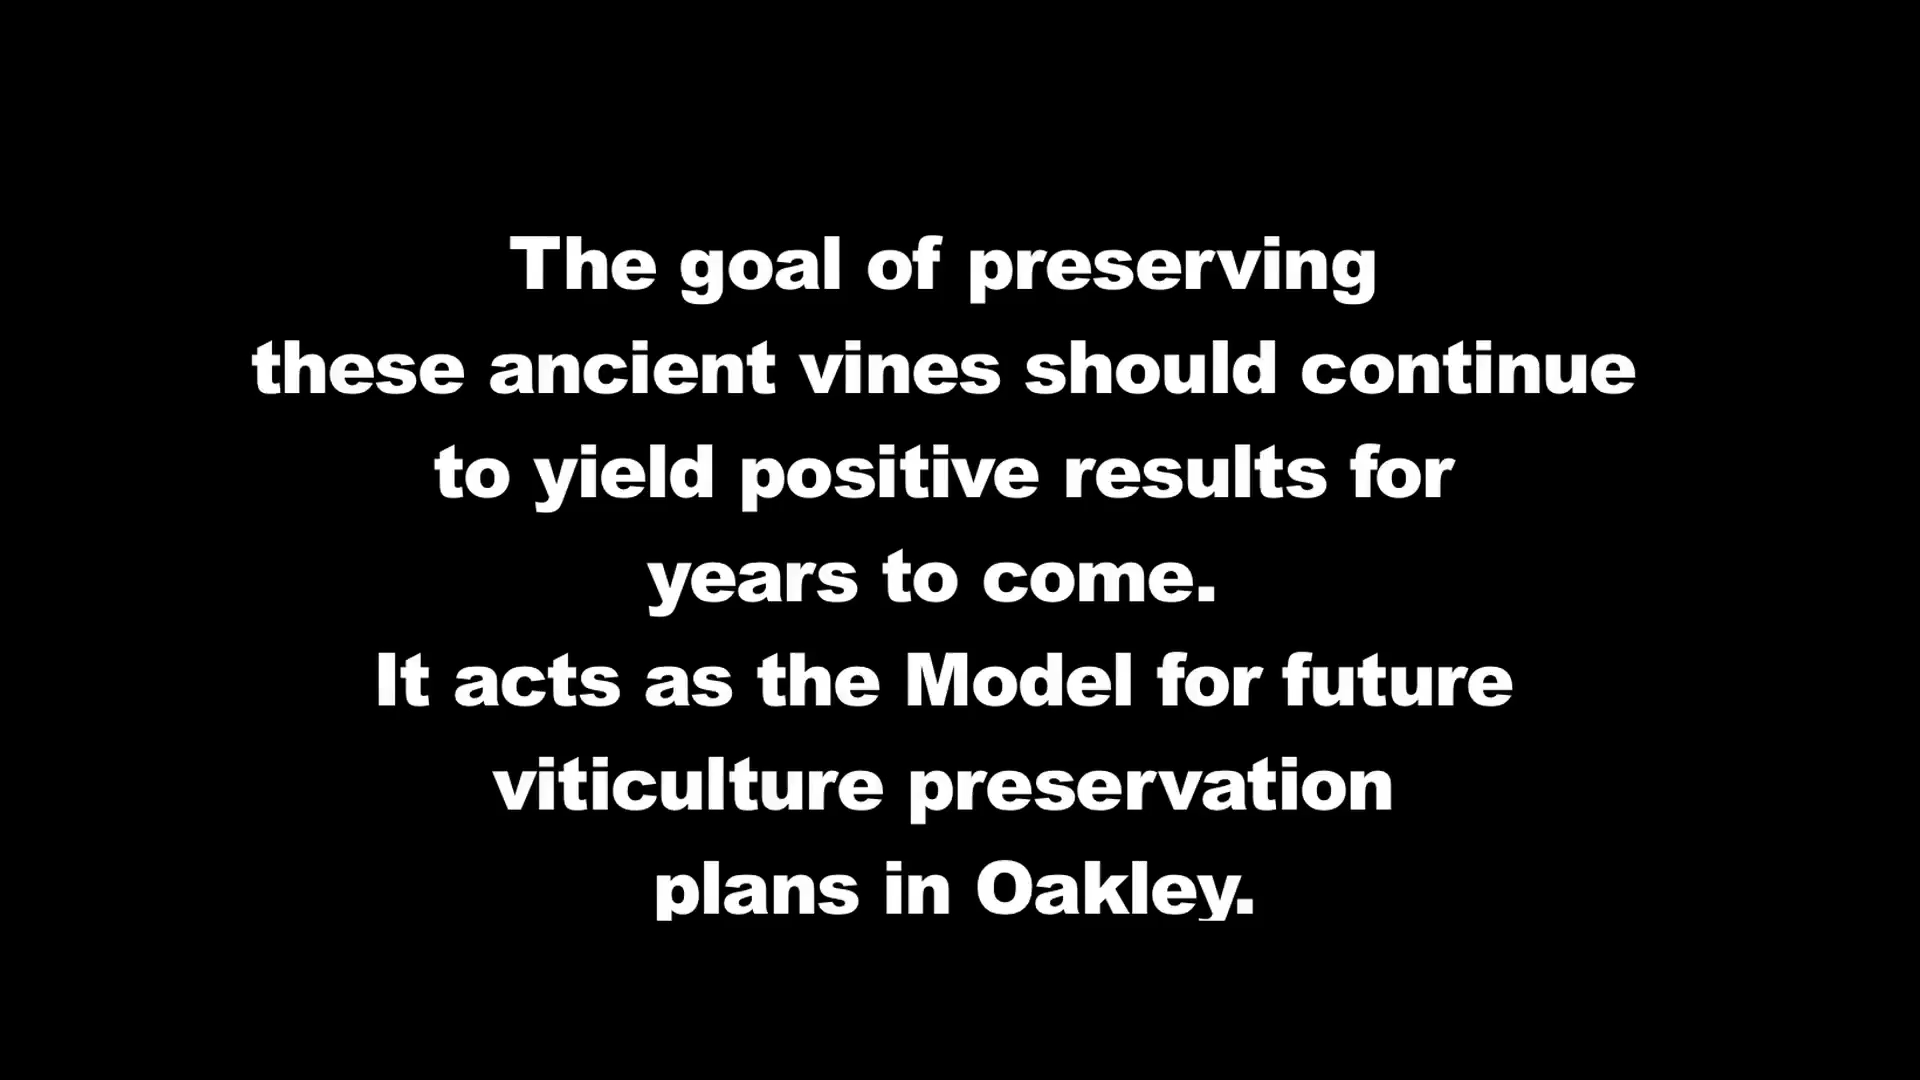 The goal of preserving
these ancient vines should continue
to yield positive results for
years to come.
It acts as the Model for future
viticulture preservation
plans in Oakley.